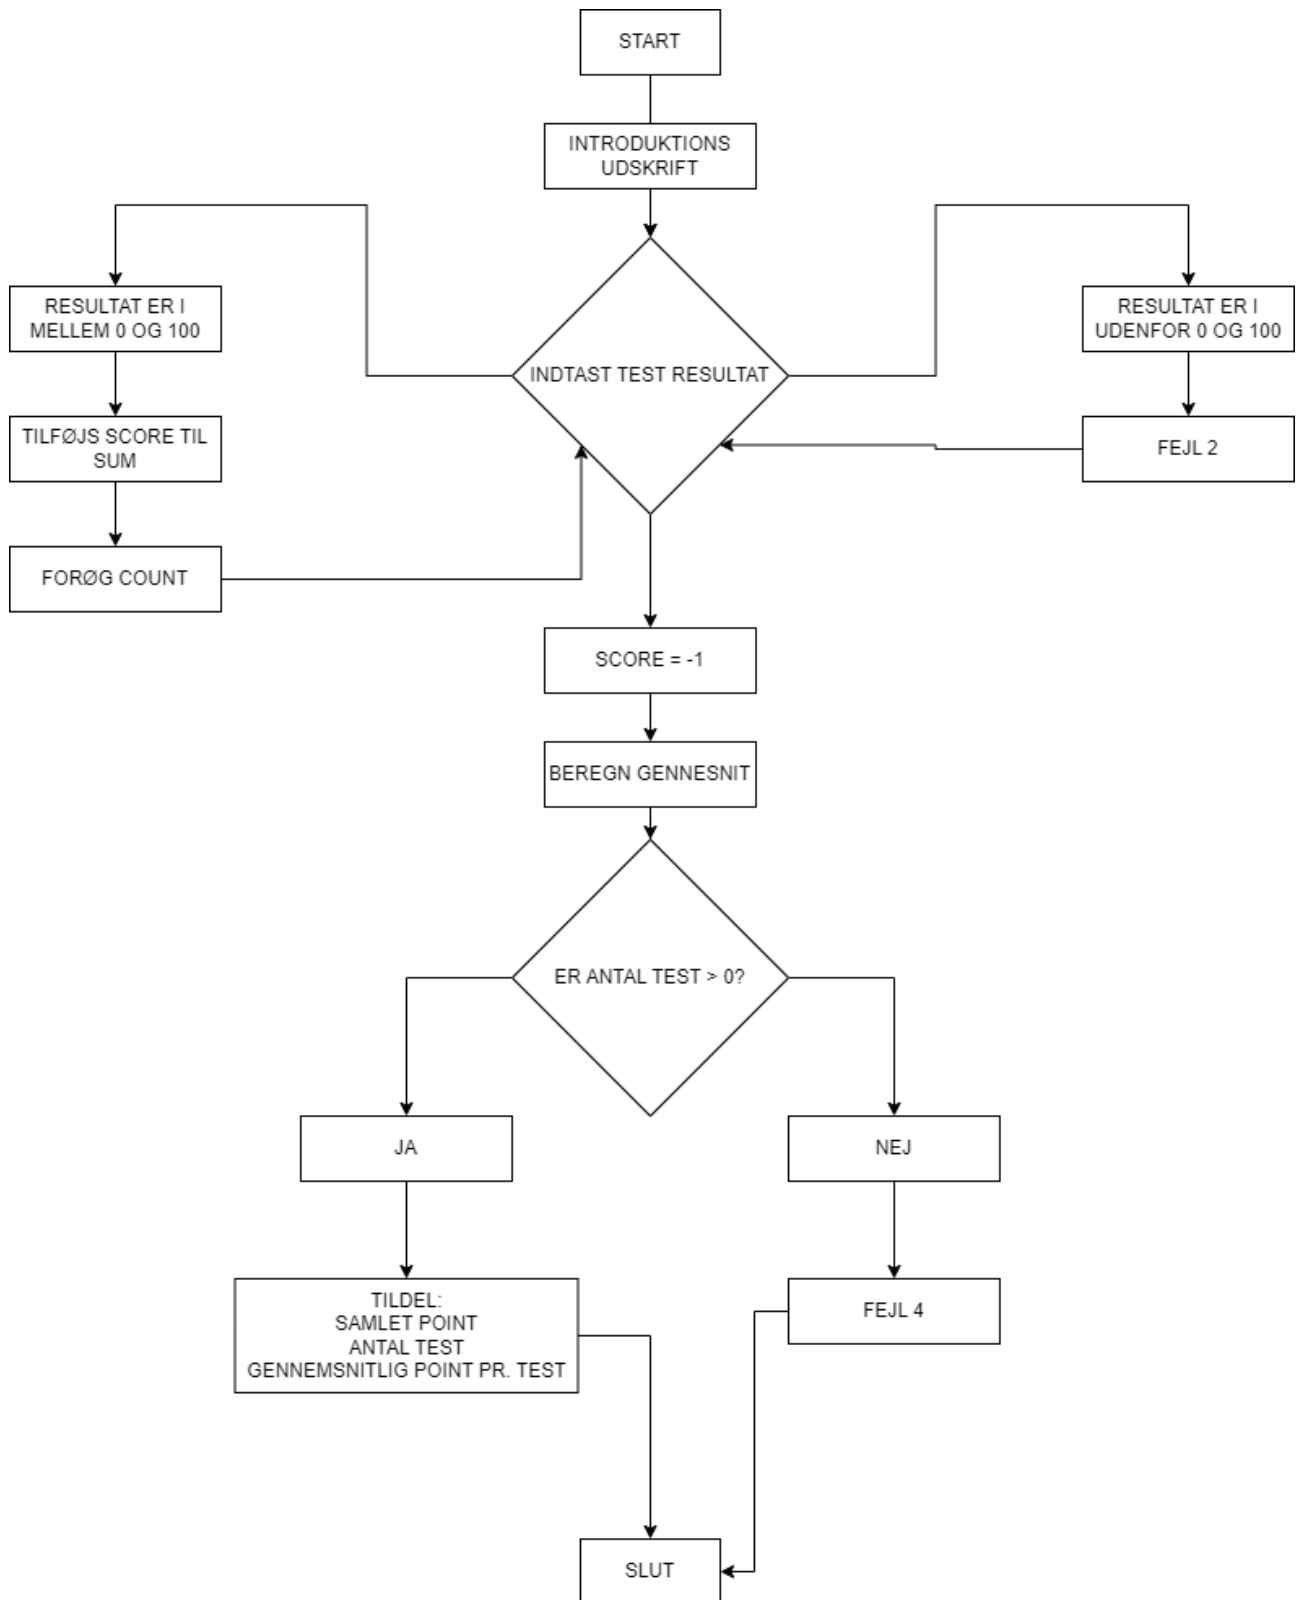 START
INTRODUKTIONS
UDSKRIFT
RESULTAT ER I
MELLEM 0 OG 100
RESULTAT ER I
UDENFOR 0 OG 100
INDTAST TEST RESULTAT
TILFØJS SCORE TIL
SUM
FEJL 2
FORØG COUNT
SCORE = -1
BEREGN GENNESNIT
ER ANTAL TEST > 0?
JA
NEJ
TILDEL:
SAMLET POINT
ANTAL TEST
GENNEMSNITLIG POINT PR. TEST
FEJL 4
SLUT